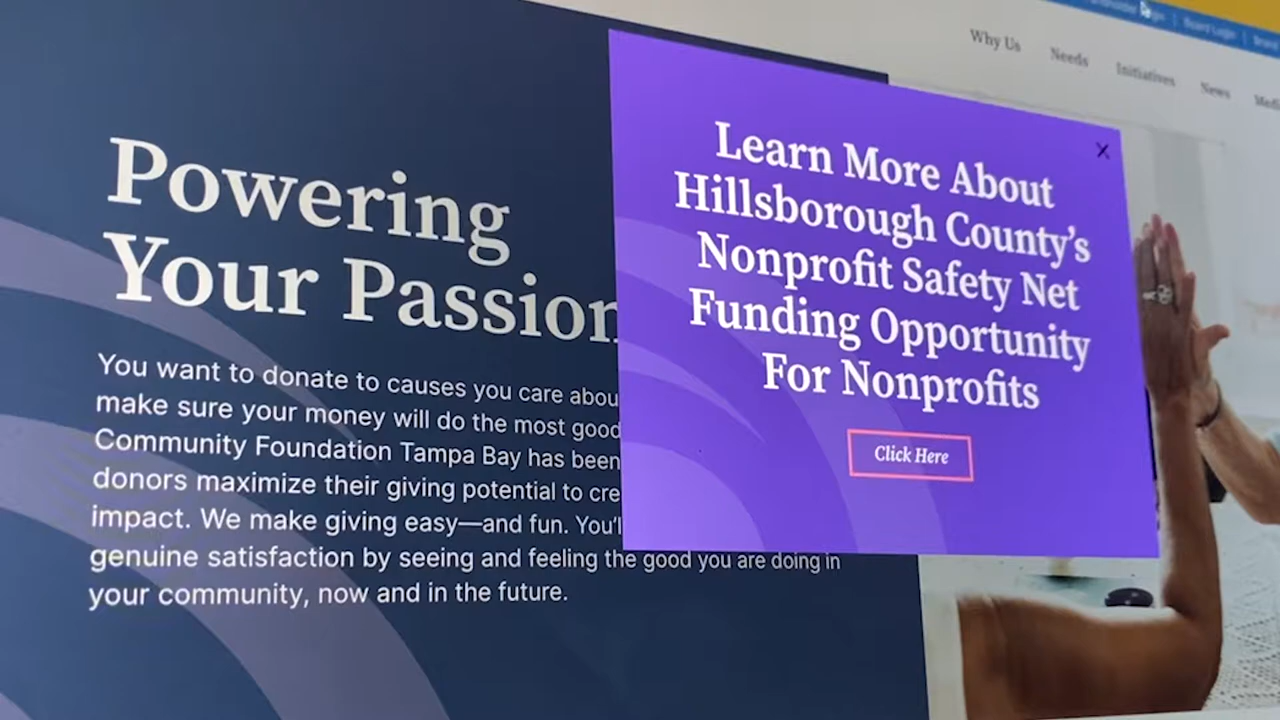 Board Login
Why Us
Needs
Initiatives
News
Powering
Your Passion
You want to donate to causes you care abou
make sure your money will do the most good
Community Foundation Tampa Bay has been
donors maximize their giving potential to cre
impact. We make giving easy—and fun. You'l
genuine satisfaction by seeing and feeling the good you are doing in
your community, now and in the future.
Learn More About
Hillsborough County's
Nonprofit Safety Net
Funding Opportunity
For Nonprofits
Click Here